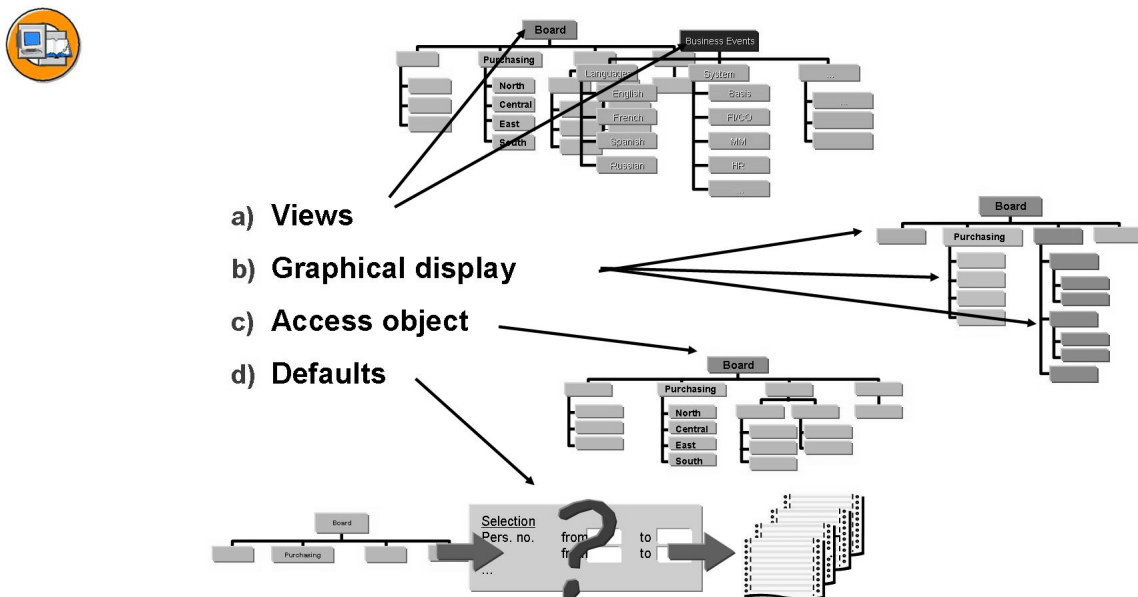 Board
Business Events
Purchasing
Languages
System
...
North
English
Basis
...
Central
French
FI/CO
East
Spanish
MM
South
Russian
HR
...
a) Views
Board
Purchasing
b) Graphical display
c) Access object
Board
d) Defaults
Purchasing
North
Central
East
South
Selection
Pers. no. from to
from to
...
Board
Purchasing